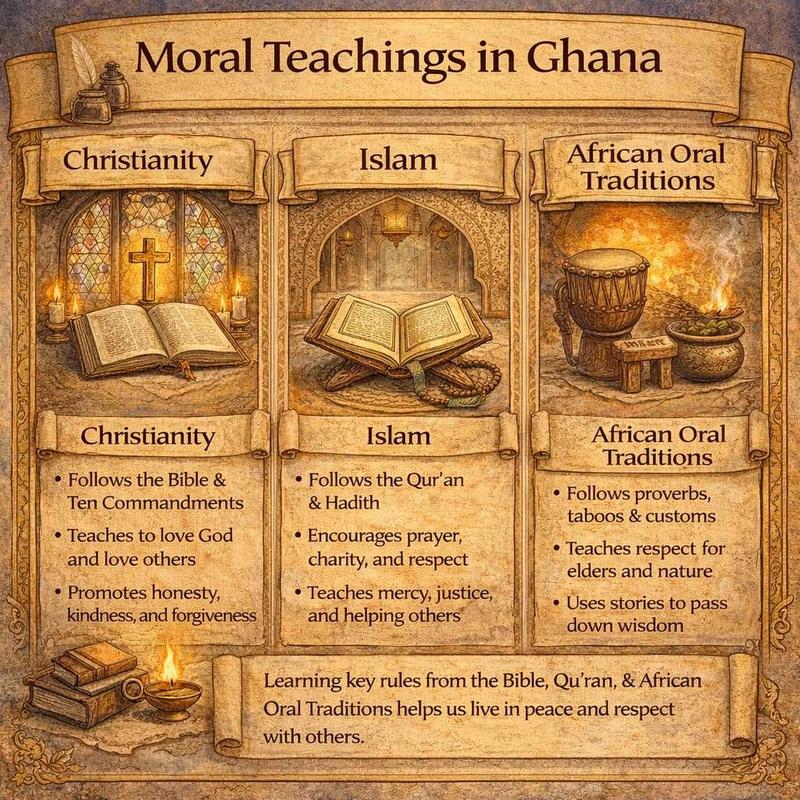 Moral Teachings in Ghana
Christianity
Islam
African Oral
Traditions
Christianity
• Follows the Bible &
Ten Commandments
• Teaches to love God
and love others
• Promotes honesty,
kindness, and forgiveness
Islam
• Follows the Qur'an
& Hadith
• Encourages prayer,
charity, and respect
• Teaches mercy, justice,
and helping others
African Oral
Traditions
• Follows proverbs,
taboos & customs
• Teaches respect for
elders and nature
• Uses stories to pass
down wisdom
Learning key rules from the Bible, Qu'ran, & African
Oral Traditions helps us live in peace and respect
with others.